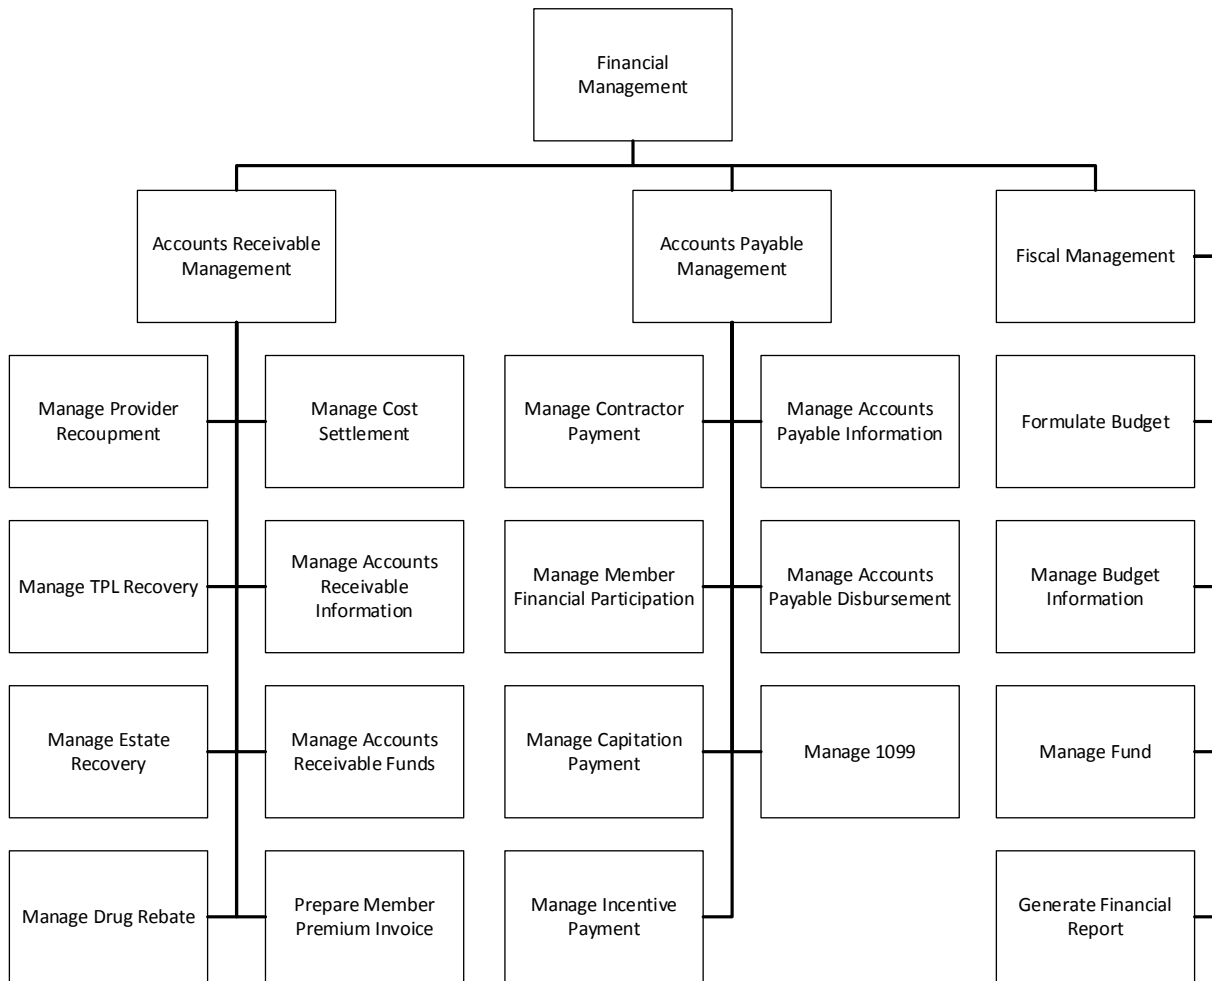 Financial
Management
Accounts Receivable
Management
Accounts Payable
Management
Fiscal Management
Manage Provider
Recoupment
Manage Cost
Settlement
Manage Contractor
Payment
Manage Accounts
Payable Information
Formulate Budget
Manage TPL Recovery
Manage Accounts
Receivable
Information
Manage Member
Financial Participation
Manage Accounts
Payable Disbursement
Manage Budget
Information
Manage Estate
Recovery
Manage Accounts
Receivable Funds
Manage Capitation
Payment
Manage 1099
Manage Fund
Manage Drug Rebate
Prepare Member
Premium Invoice
Manage Incentive
Payment
Generate Financial
Report